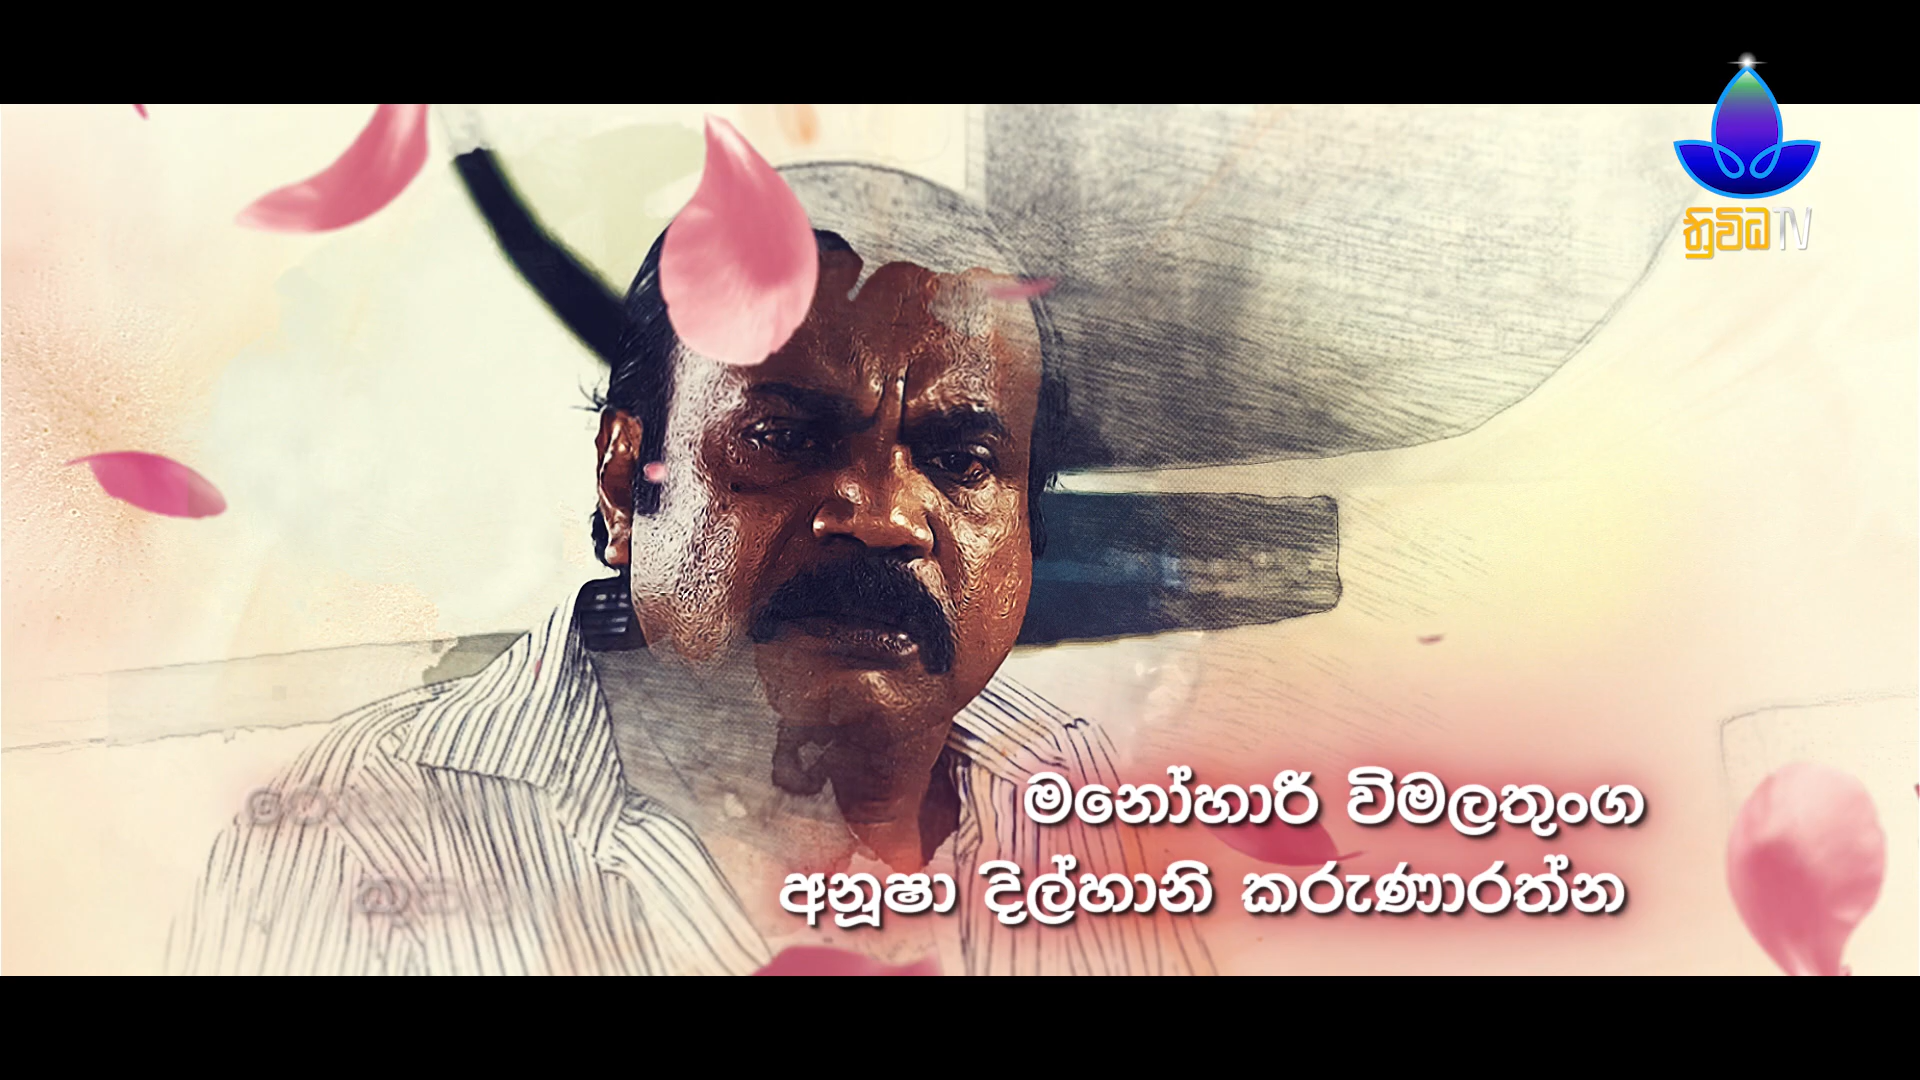 ත්‍රිවිධ TV
මනෝහාරී විමලතුංග
අනූෂා දිල්හානි කරුණාරත්න